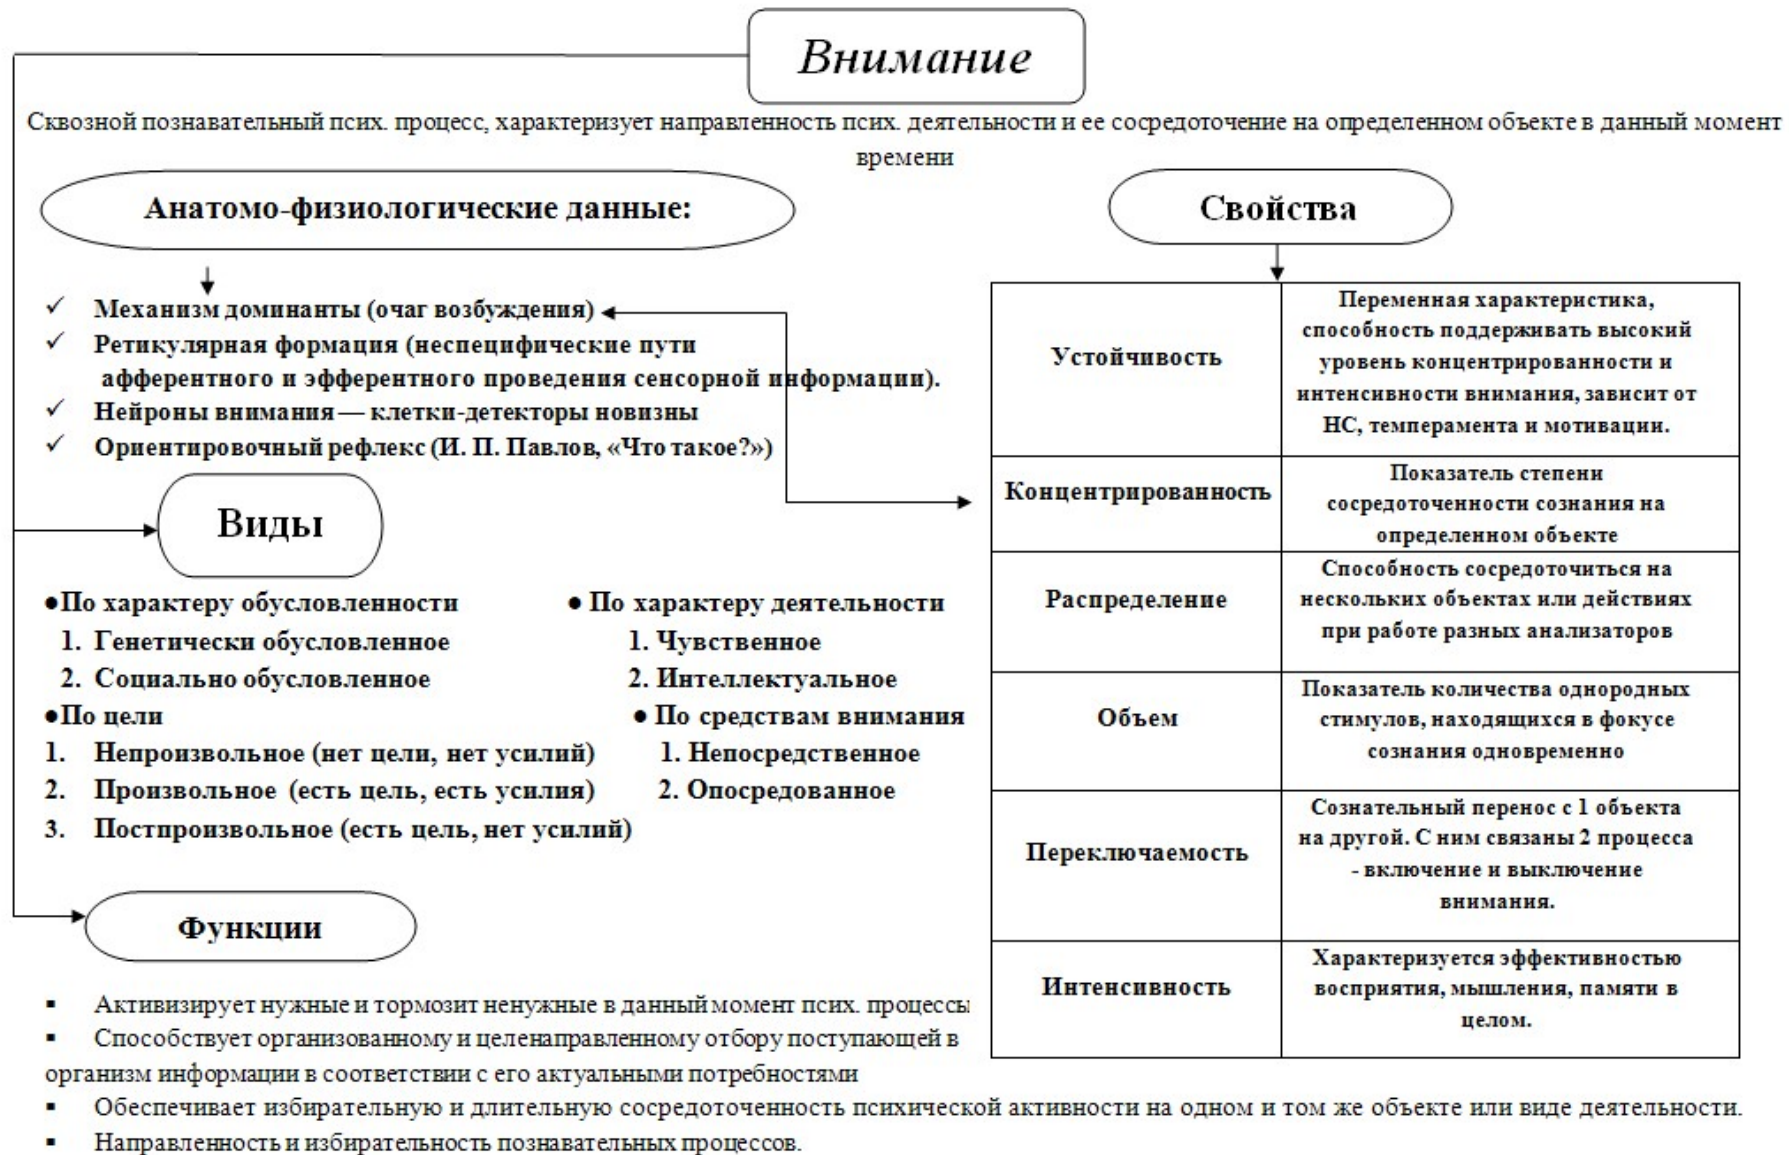 Внимание
Сквозной познавательный псих. процесс, характеризует направленность псих. деятельности и ее сосредоточение на определенном объекте в данный момент
времени
Анатомо-физиологические данные:
✓ Механизм доминанты (очаг возбуждения)
✓ Ретикулярная формация (неспецифические пути
афферентного и эфферентного проведения сенсорной информации).
✓ Нейроны внимания — клетки-детекторы новизны
✓ Ориентировочный рефлекс (И. П. Павлов, «Что такое?»)
Виды
●По характеру обусловленности
1. Генетически обусловленное
2. Социально обусловленное
●По цели
1. Непроизвольное (нет цели, нет усилий)
2. Произвольное (есть цель, есть усилия)
3. Постпроизвольное (есть цель, нет усилий)
● По характеру деятельности
1. Чувственное
2. Интеллектуальное
● По средствам внимания
1. Непосредственное
2. Опосредованное
Свойства
Устойчивость
Переменная характеристика,
способность поддерживать высокий
уровень концентрированности и
интенсивности внимания, зависит от
НС, темперамента и мотивации.
Концентрированность
Показатель степени
сосредоточенности сознания на
определенном объекте
Распределение
Способность сосредоточиться на
нескольких объектах или действиях
при работе разных анализаторов
Объем
Показатель количества однородных
стимулов, находящихся в фокусе
сознания одновременно
Переключаемость
Сознательный перенос с 1 объекта
на другой. С ним связаны 2 процесса
- включение и выключение
внимания.
Интенсивность
Характеризуется эффективностью
восприятия, мышления, памяти в
целом.
Функции
▪ Активизирует нужные и тормозит ненужные в данный момент псих. процессы
▪ Способствует организованному и целенаправленному отбору поступающей в
организм информации в соответствии с его актуальными потребностями
▪ Обеспечивает избирательную и длительную сосредоточенность психической активности на одном и том же объекте или виде деятельности.
▪ Направленность и избирательность познавательных процессов.